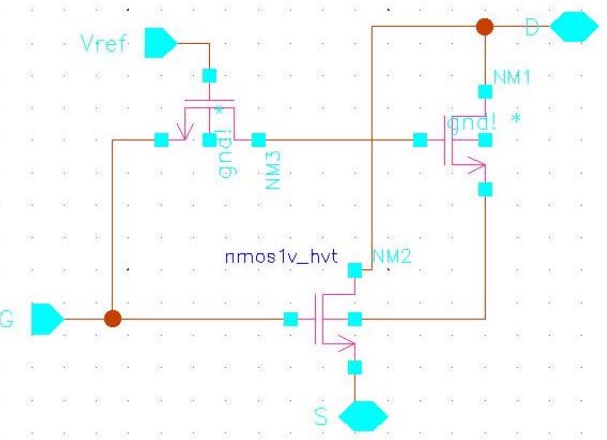 D
Vref
NM1
gnd! *
gnd! *
NM3
nmos1v_hvt
NM2
G
S